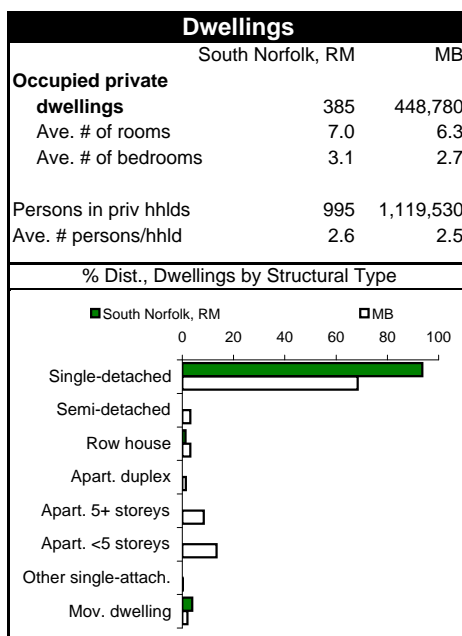 Dwellings
South Norfolk, RM MB
Occupied private
dwellings 385 448,780
Ave. # of rooms 7.0 6.3
Ave. # of bedrooms 3.1 2.7
Persons in priv hhlds 995 1,119,530
Ave. # persons/hhld 2.6 2.5
% Dist., Dwellings by Structural Type
South Norfolk, RM MB
0 20 40 60 80 100
Single-detached
Semi-detached
Row house
Apart. duplex
Apart. 5+ storeys
Apart. <5 storeys
Other single-attach.
Mov. dwelling